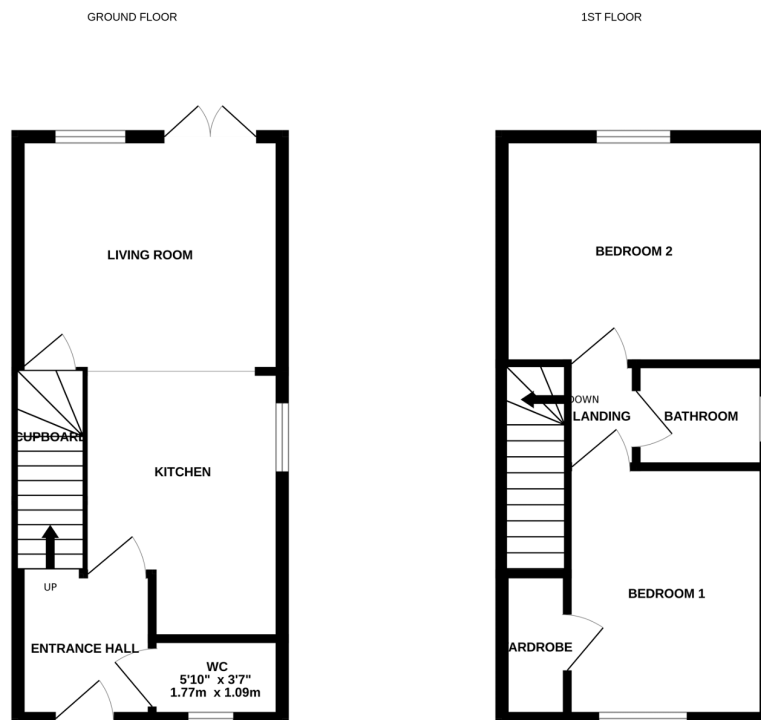 GROUND FLOOR
1ST FLOOR
LIVING ROOM
CUPBOARD
KITCHEN
UP
ENTRANCE HALL
WC
5'10" x 3'7"
1.77m x 1.09m
BEDROOM 2
DOWN
LANDING
BATHROOM
BEDROOM 1
ARDROBE